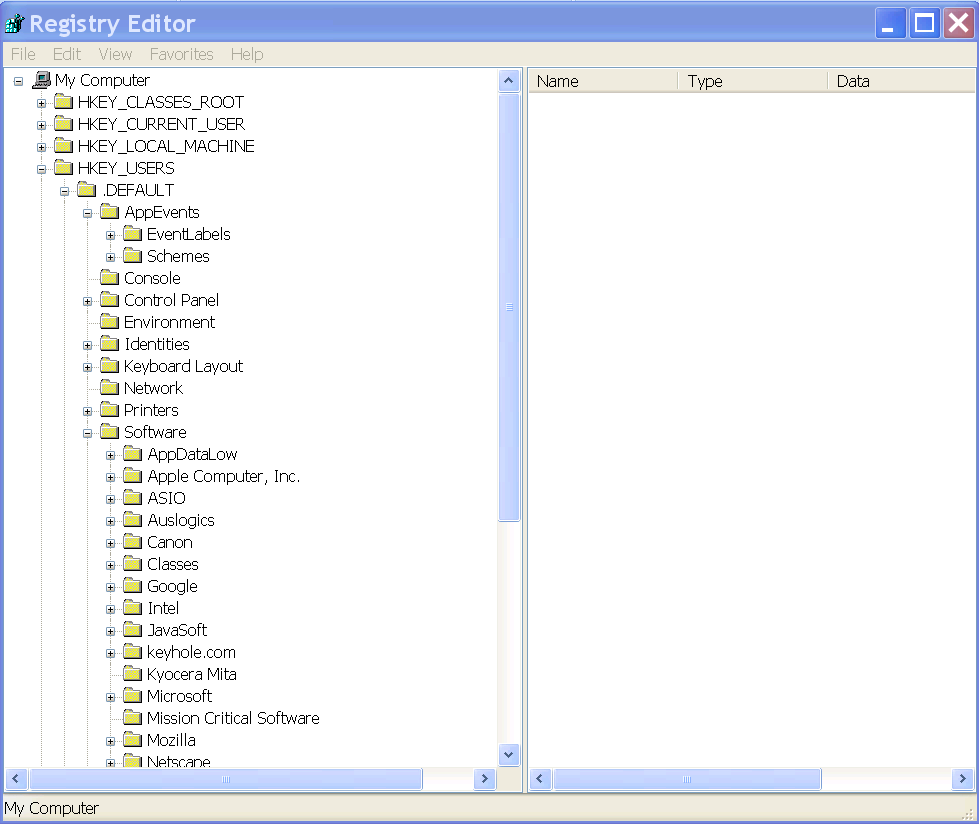 Registry Editor
File Edit View Favorites Help
My Computer
HKEY_CLASSES_ROOT
HKEY_CURRENT_USER
HKEY_LOCAL_MACHINE
HKEY_USERS
.DEFAULT
AppEvents
EventLabels
Schemes
Console
Control Panel
Environment
Identities
Keyboard Layout
Network
Printers
Software
AppDataLow
Apple Computer, Inc.
ASIO
Auslogics
Canon
Classes
Google
Intel
JavaSoft
keyhole.com
Kyocera Mita
Microsoft
Mission Critical Software
Mozilla
Netscape
Name Type Data
My Computer